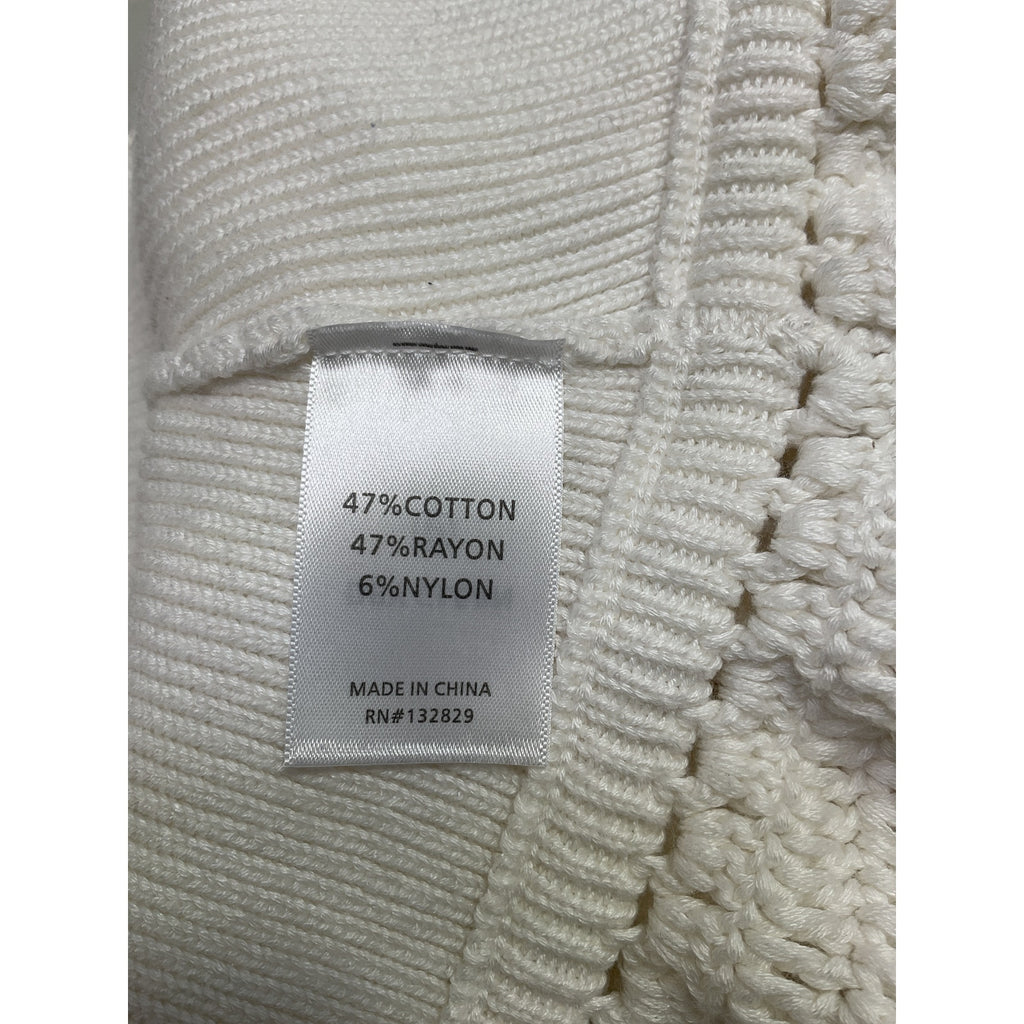 47%COTTON
47%RAYON
6%NYLON
MADE IN CHINA
RN#132829